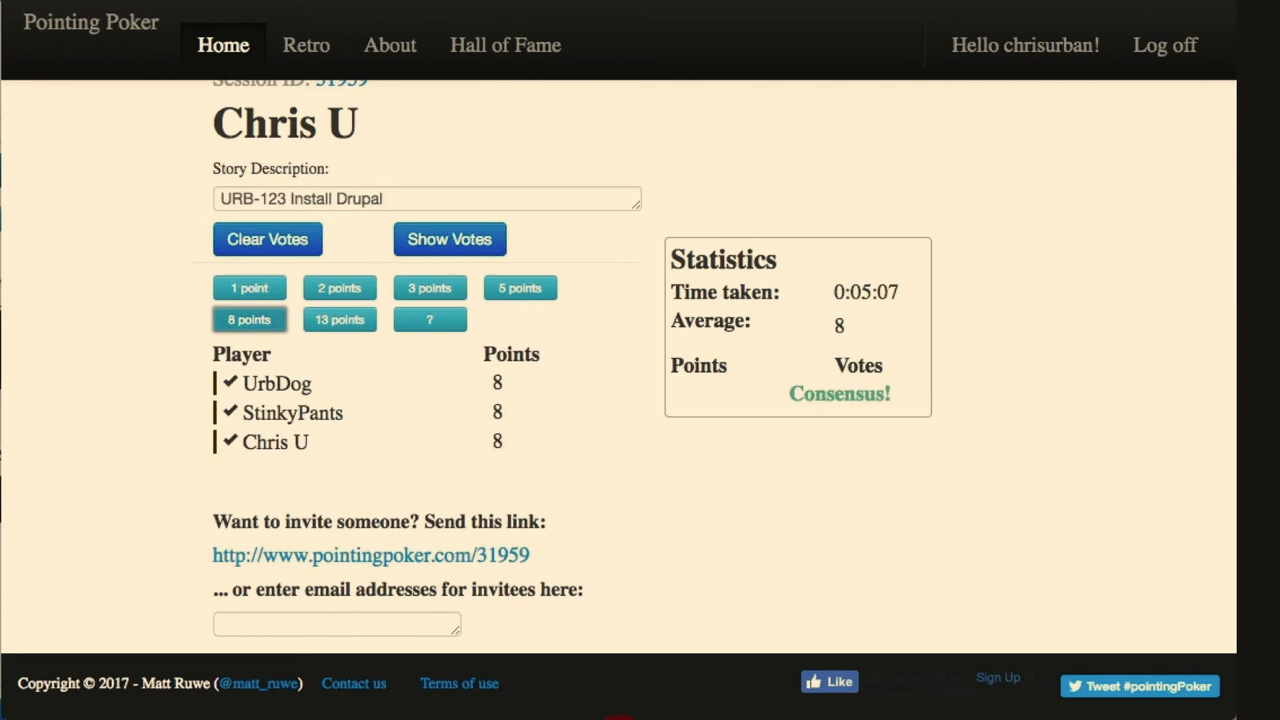 Pointing Poker
Home Retro About Hall of Fame Hello chrisurban! Log off
Session ID: 31959
Chris U
Story Description:
URB-123 Install Drupal
Clear Votes Show Votes
1 point 2 points 3 points 5 points
8 points 13 points ?
Player Points
UrbDog 8
StinkyPants 8
Chris U 8
Statistics
Time taken: 0:05:07
Average: 8
Points Votes
Consensus!
Want to invite someone? Send this link:
http://www.pointingpoker.com/31959
... or enter email addresses for invitees here:
Copyright © 2017 - Matt Ruwe (@matt_ruwe) Contact us Terms of use Like Sign Up Tweet #pointingPoker